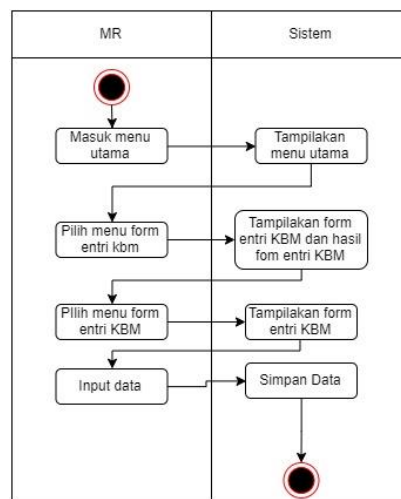 MR
Sistem
Masuk menu
utama
Tampilakan
menu utama
Pilih menu form
entri kbm
Tampilakan form
entri KBM dan hasil
fom entri KBM
PIlih menu form
entri KBM
Tampilakan form
entri KBM
Input data
Simpan Data